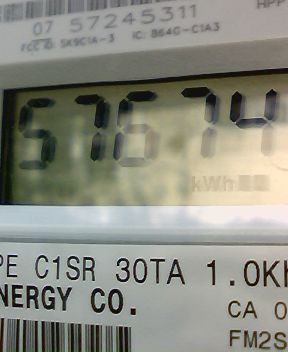 07 57245311
FCC ID: SK9C1A-3 IC: 864G-C1A3
57674
kWh
PE C1SR 30TA 1.0Kh
NERGY CO.
CA 0
FM2S